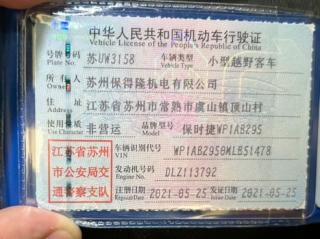 中华人民共和国机动车行驶证
Vehicle License of the People's Republic of China
号牌号码 Plate No. 苏UW3158 车辆类型 Vehicle Type 小型越野客车
所有人 Owner 苏州保得隆机电有限公司
住址 Address 江苏省苏州市常熟市虞山镇顶山村
使用性质 Use Character 非营运 品牌型号 Model 保时捷WP1AB295
江苏省苏州市公安局交通警察支队
车辆识别代号 VIN WP1AB2950MLB51478
发动机号码 Engine No. DLZ113792
注册日期 Register Date 2021-05-25 发证日期 Issue Date 2021-05-25